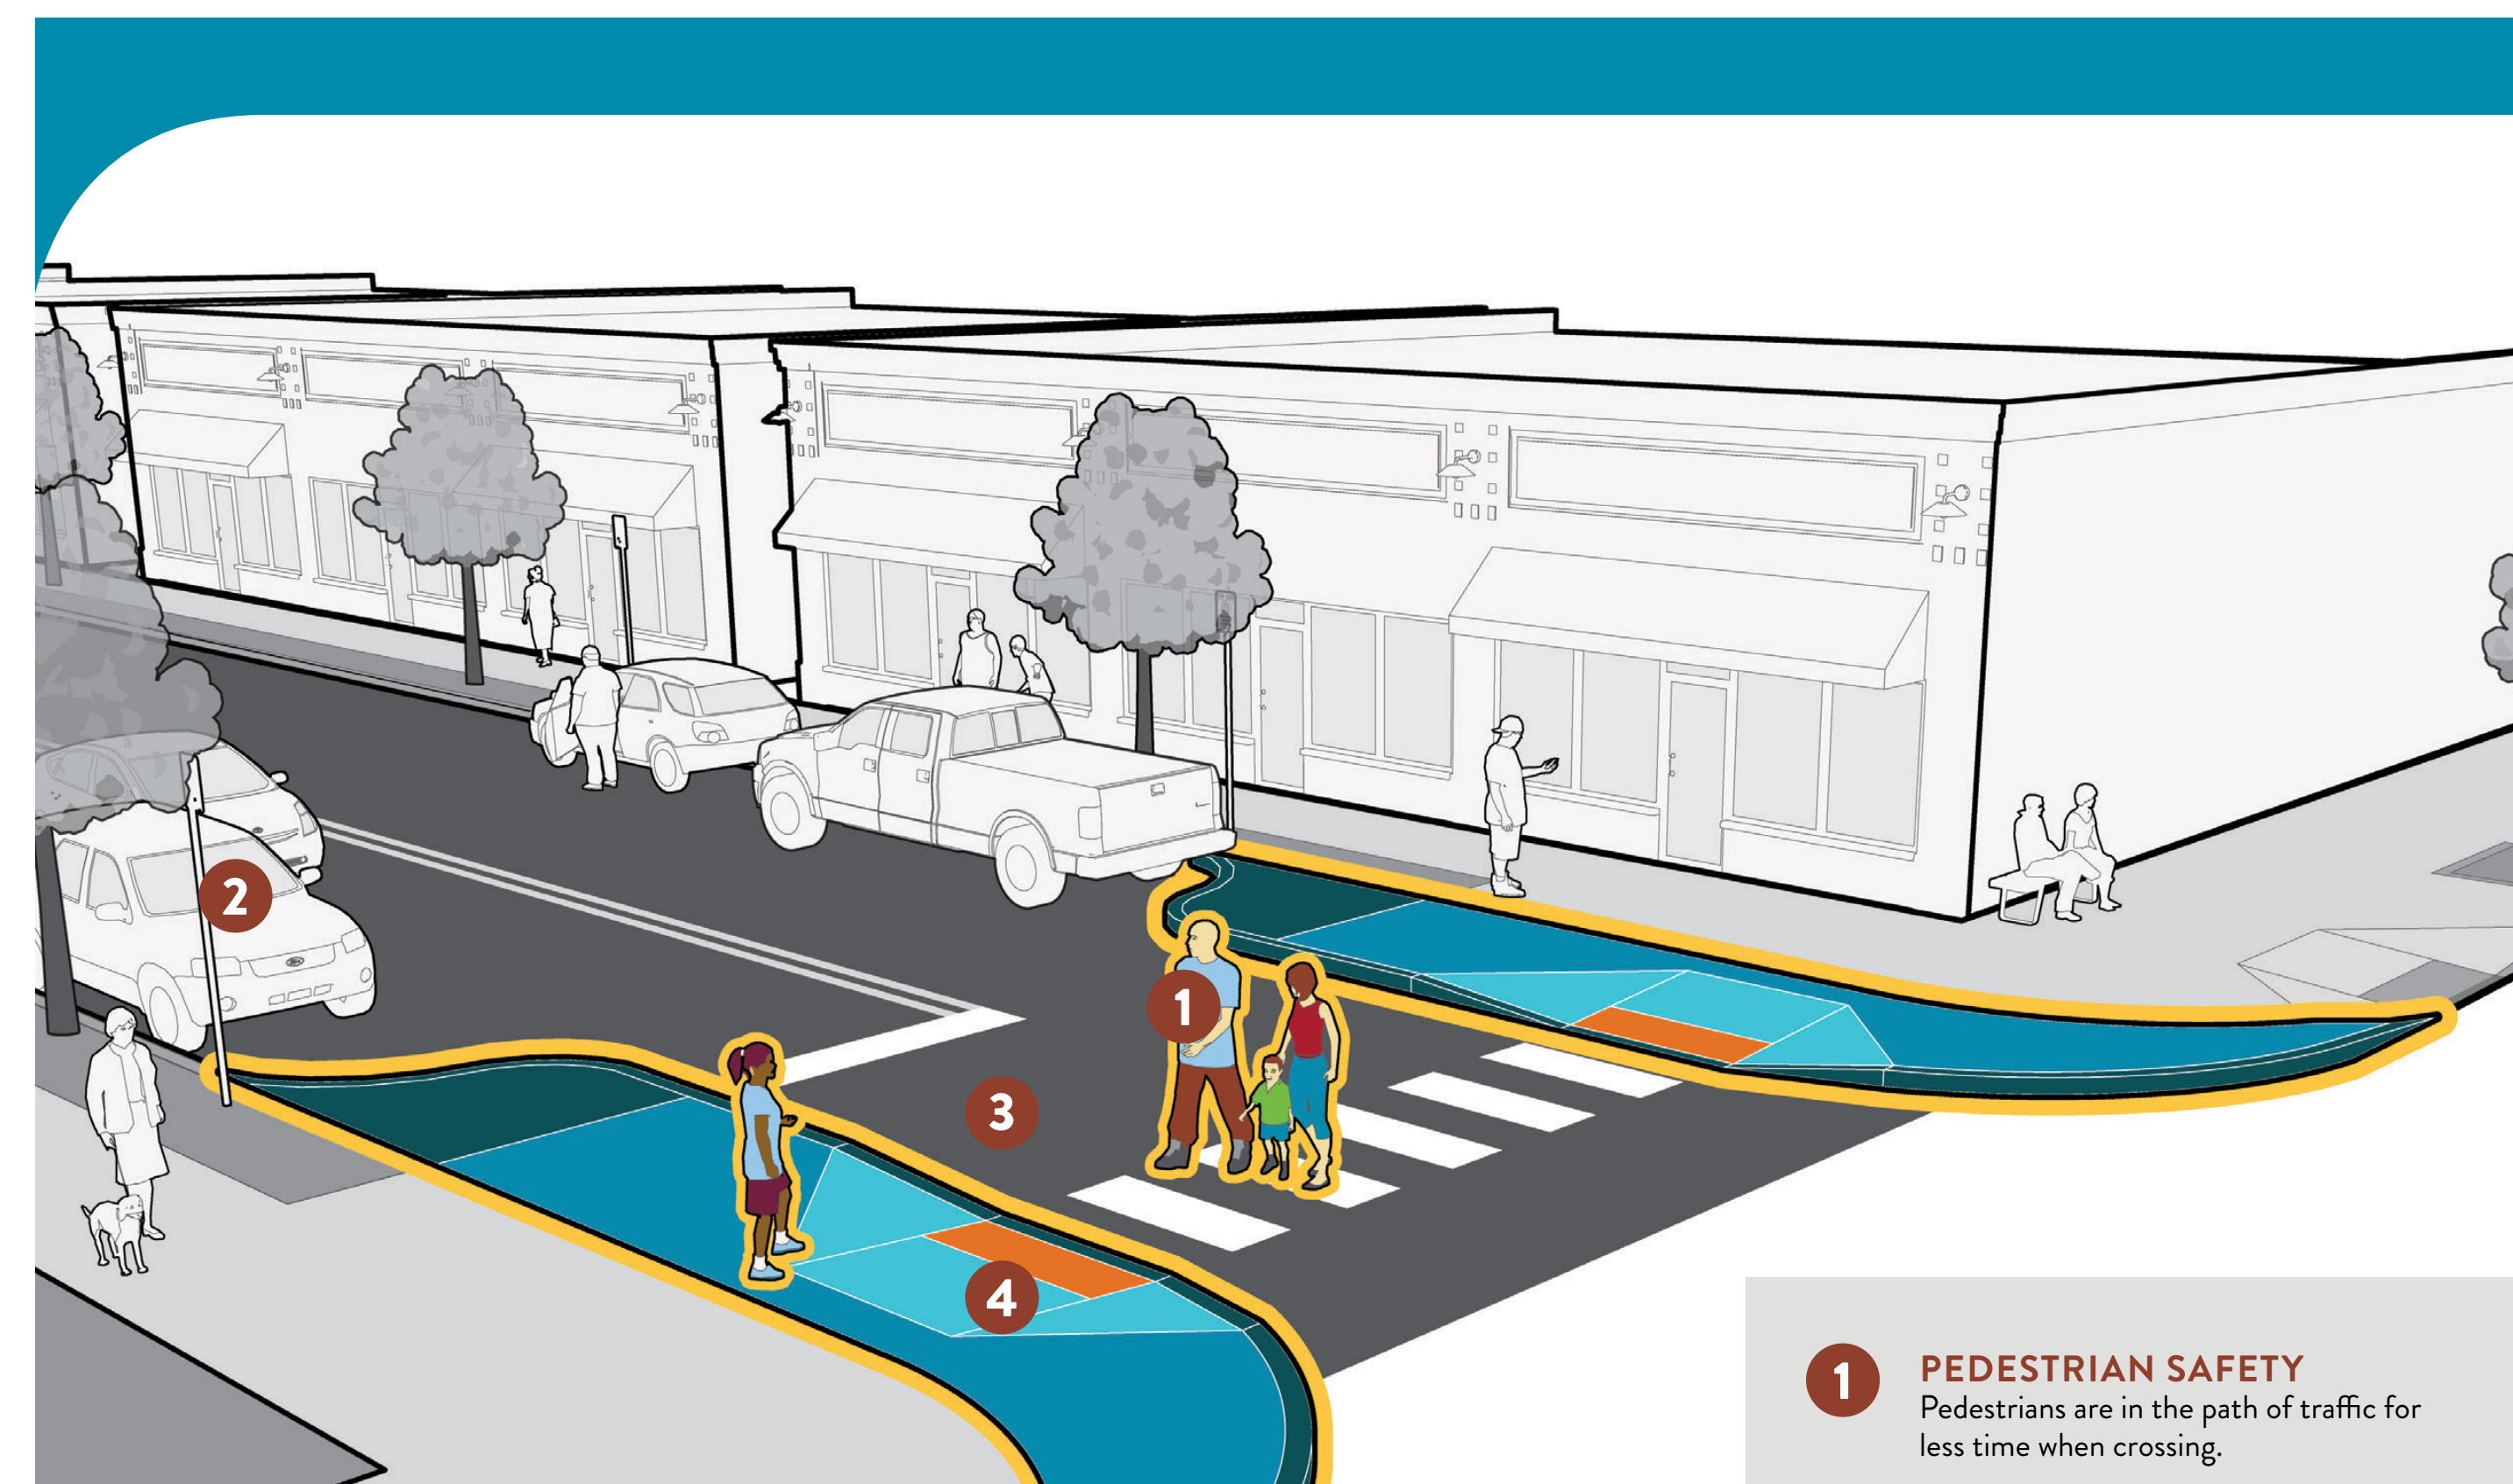 2
1
3
4
1
PEDESTRIAN SAFETY
Pedestrians are in the path of traffic for
less time when crossing.